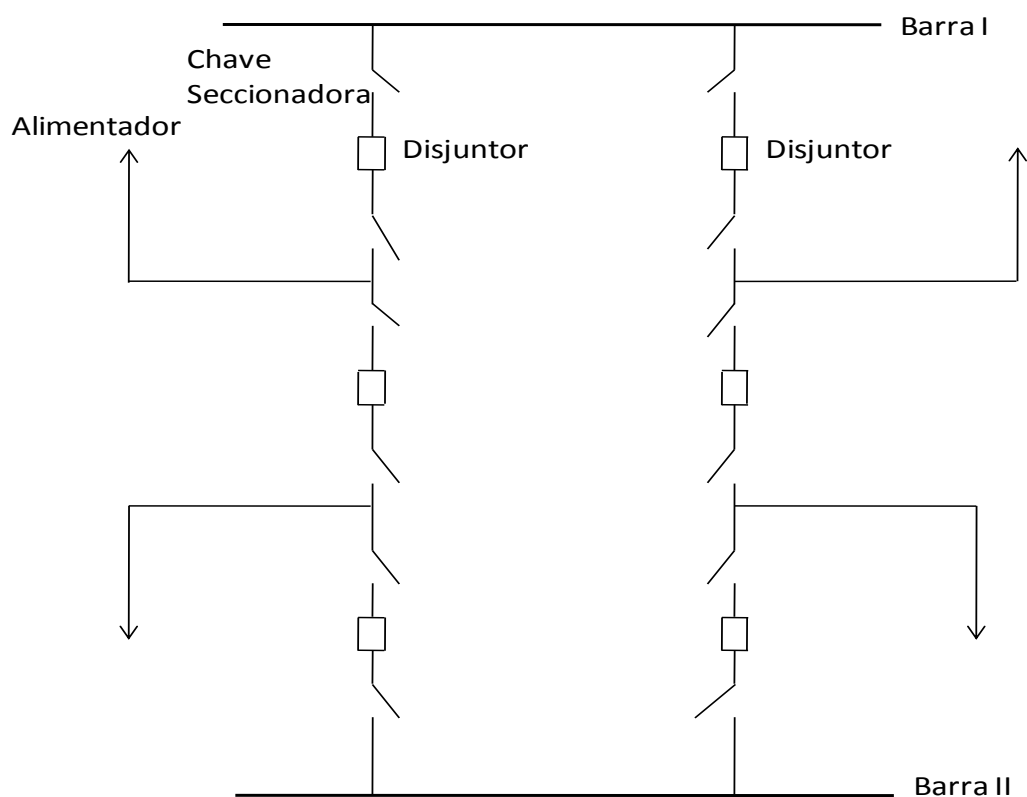 Barra I
Chave
Seccionadora
Alimentador
Disjuntor
Disjuntor
Barra II